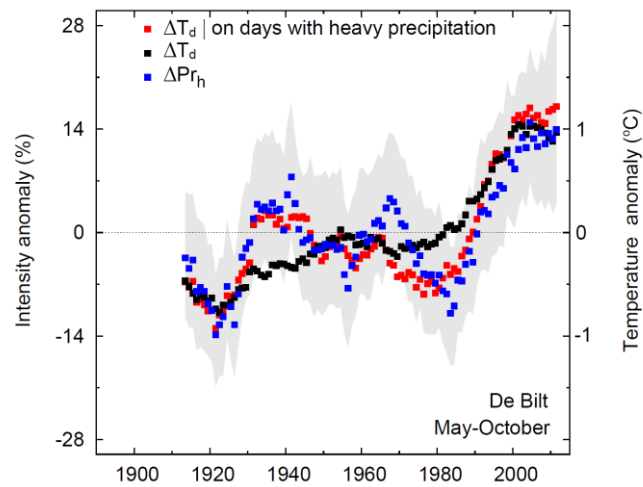 28
14
0
-14
-28
Intensity anomaly (%)
ΔT_d | on days with heavy precipitation
ΔT_d
ΔPr_h
1
0
-1
Temperature anomaly (°C)
De Bilt
May-October
1900 1920 1940 1960 1980 2000